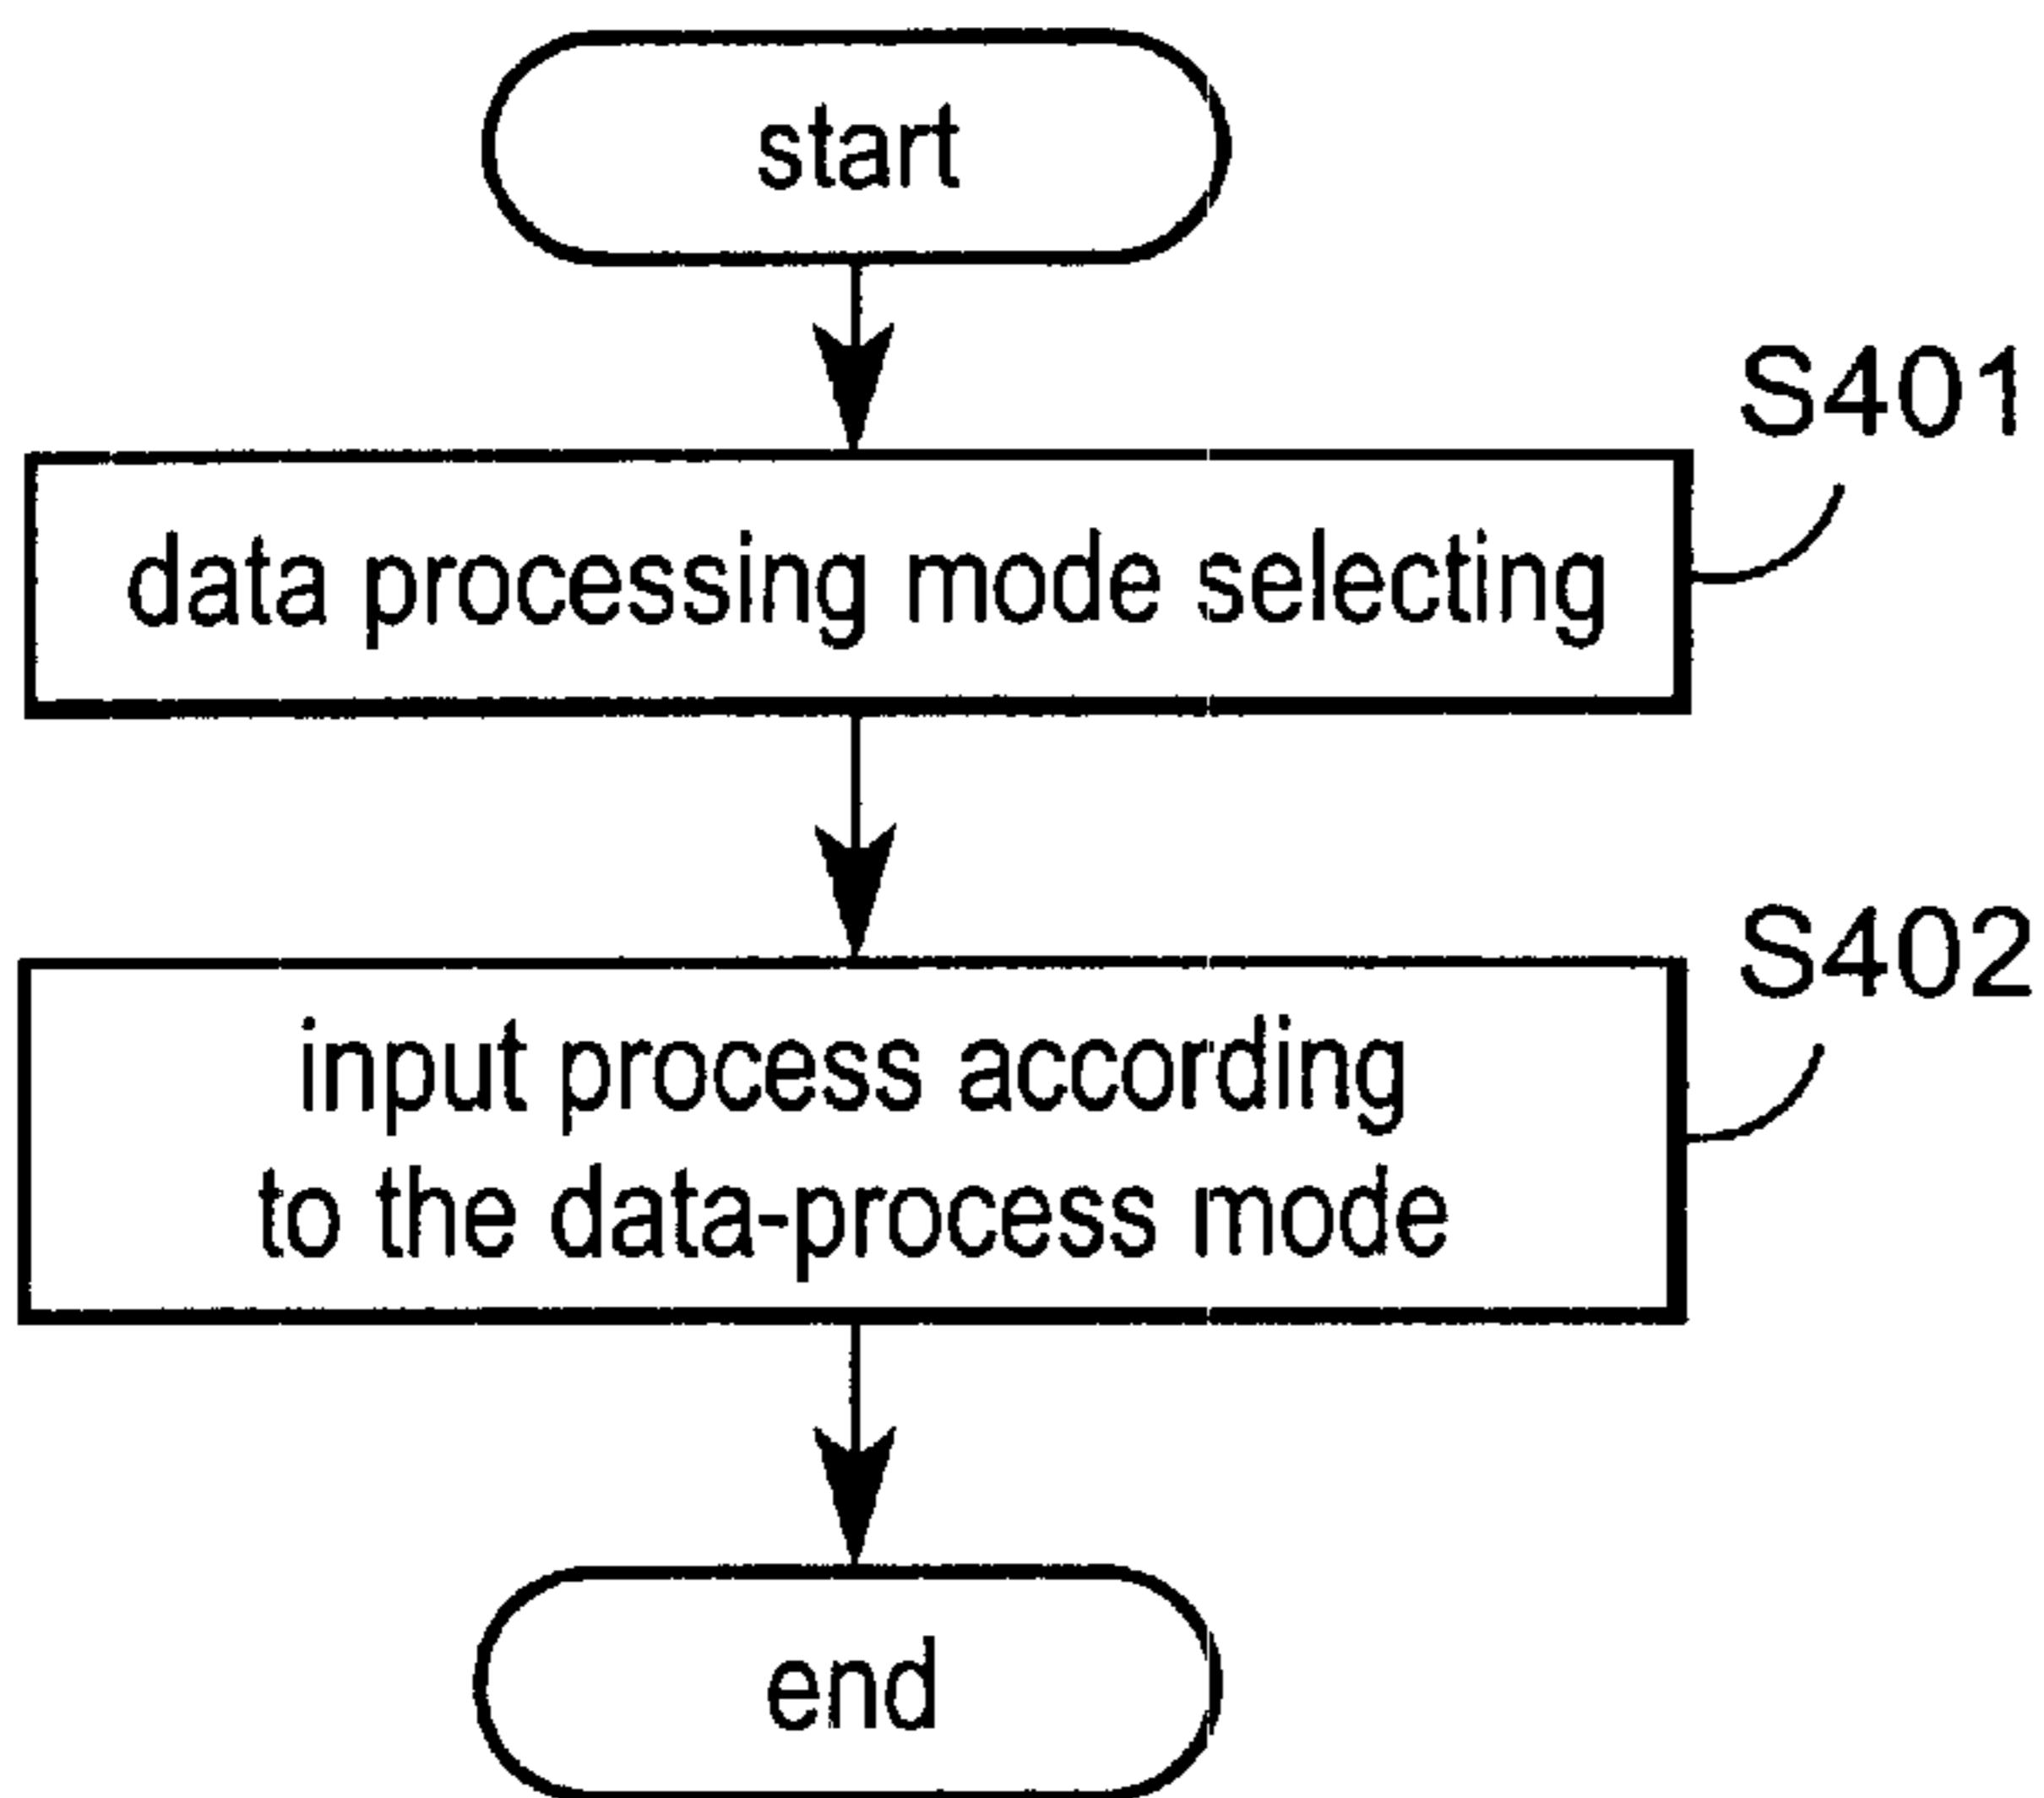 start
S401
data processing mode selecting
S402
input process according
to the data-process mode
end